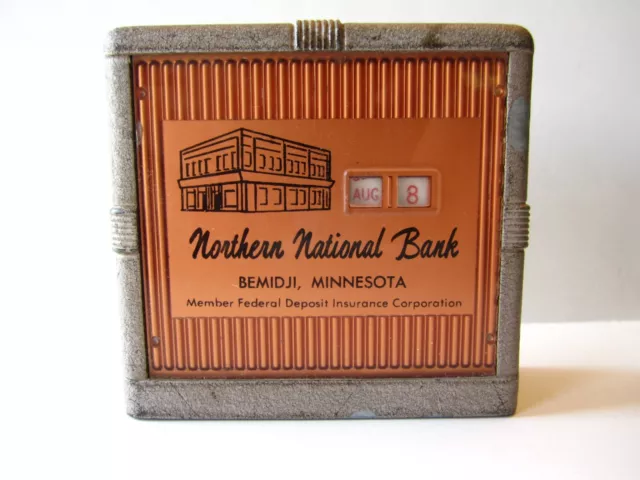 AUG 8
Northern National Bank
BEMIDJI, MINNESOTA
Member Federal Deposit Insurance Corporation